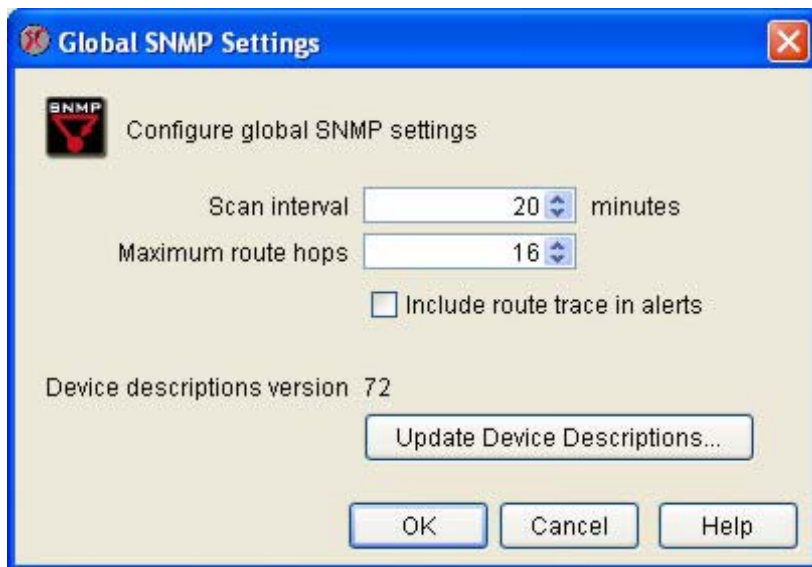 Global SNMP Settings
SNMP
Configure global SNMP settings
Scan interval 20 minutes
Maximum route hops 16
Include route trace in alerts
Device descriptions version 72
Update Device Descriptions...
OK Cancel Help